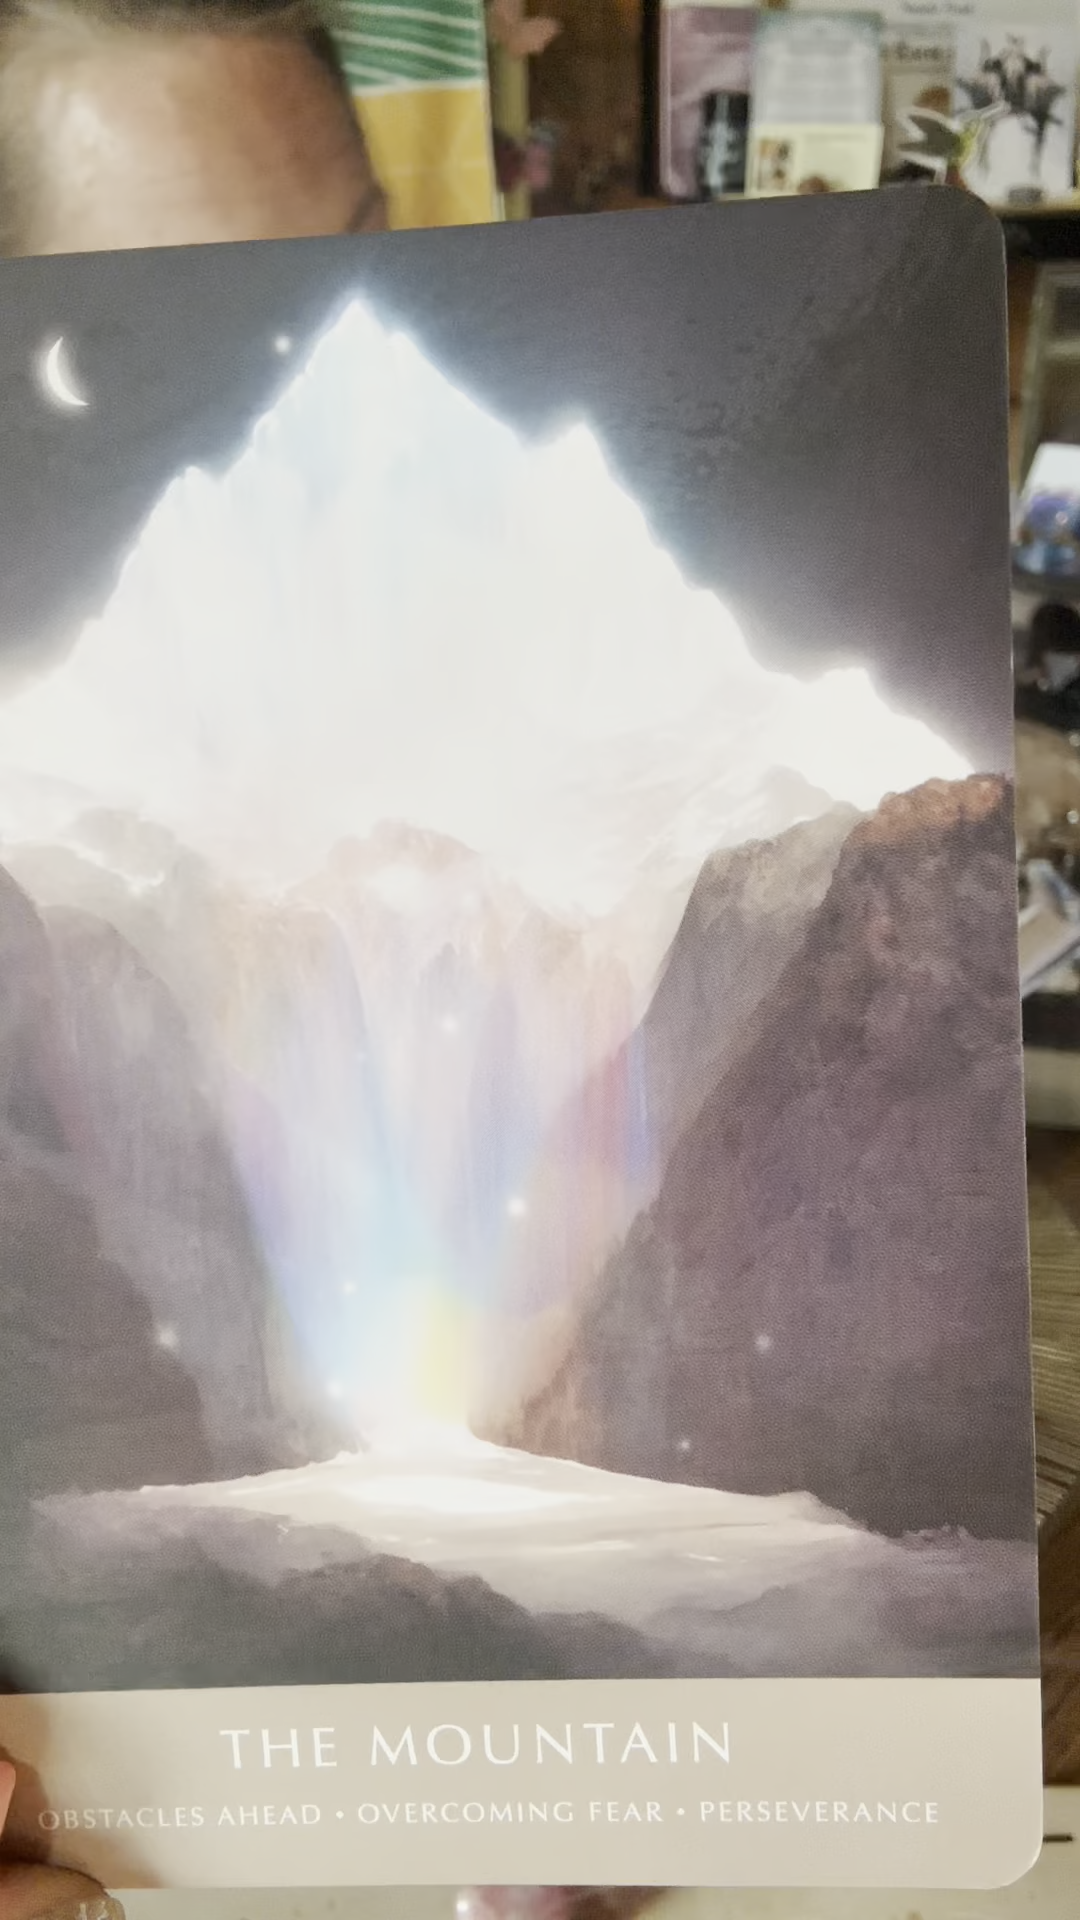 THE MOUNTAIN
OBSTACLES AHEAD • OVERCOMING FEAR • PERSEVERANCE